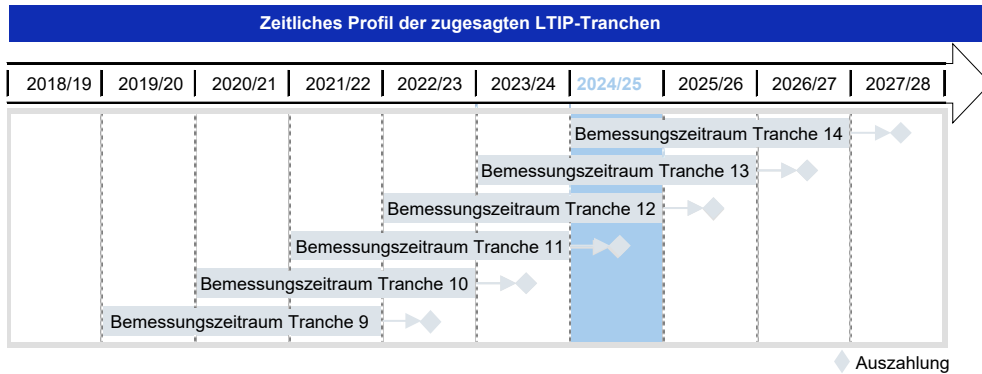 Zeitliches Profil der zugesagten LTIP-Tranchen
2018/19 2019/20 2020/21 2021/22 2022/23 2023/24 2024/25 2025/26 2026/27 2027/28
Bemessungszeitraum Tranche 14
Bemessungszeitraum Tranche 13
Bemessungszeitraum Tranche 12
Bemessungszeitraum Tranche 11
Bemessungszeitraum Tranche 10
Bemessungszeitraum Tranche 9
Auszahlung